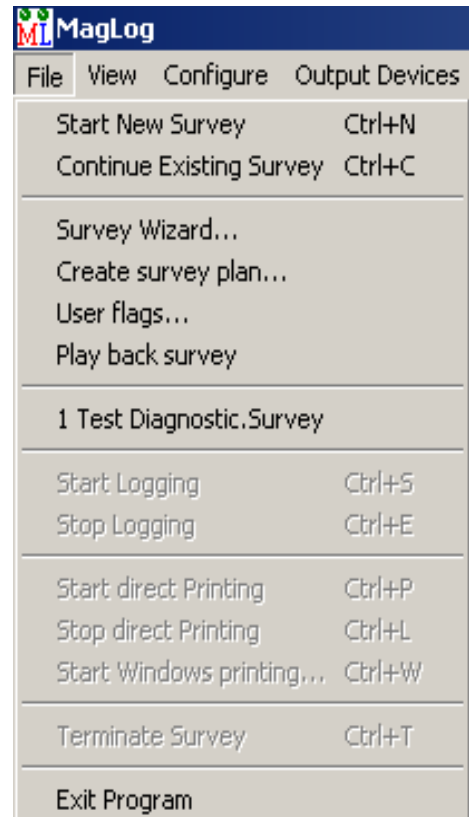 ML MagLog
File View Configure Output Devices
Start New Survey Ctrl+N
Continue Existing Survey Ctrl+C
Survey Wizard...
Create survey plan...
User flags...
Play back survey
1 Test Diagnostic.Survey
Start Logging Ctrl+S
Stop Logging Ctrl+E
Start direct Printing Ctrl+P
Stop direct Printing Ctrl+L
Start Windows printing... Ctrl+W
Terminate Survey Ctrl+T
Exit Program